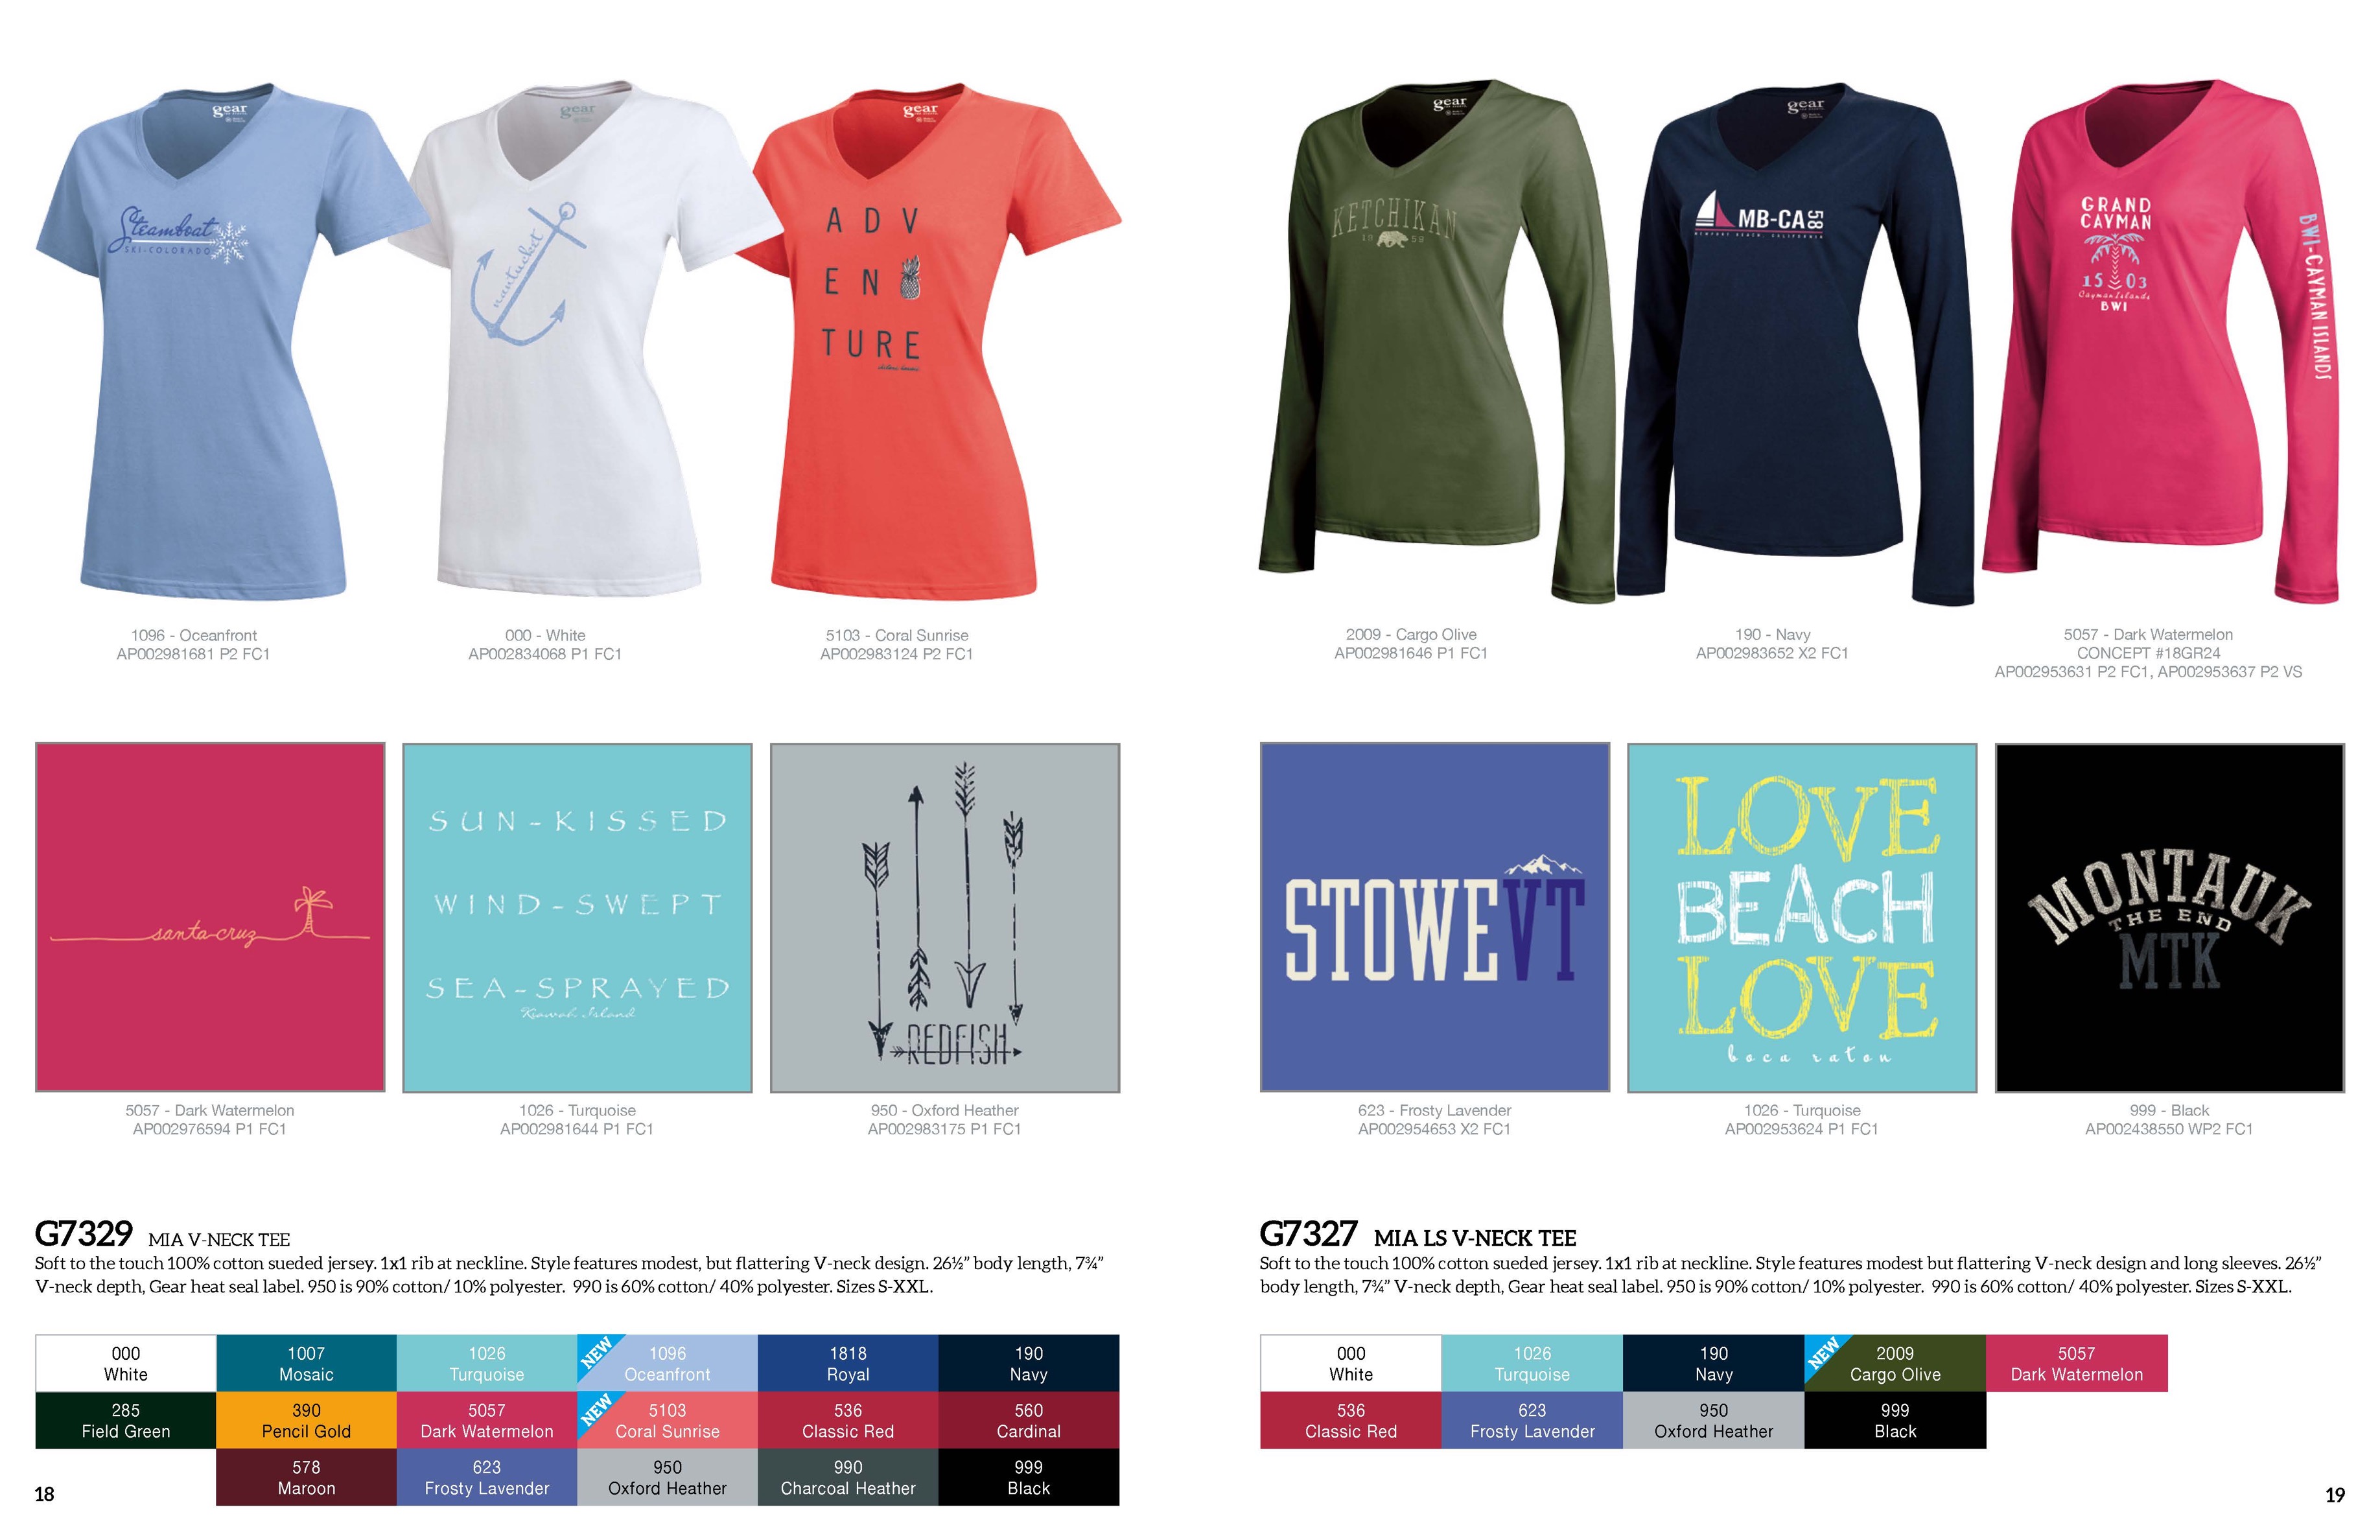 gear
gear
gear
Steamboat
SKI-COLORADO
nantucket
A D V
E N
T U R E
1096 - Oceanfront
AP002981681 P2 FC1
000 - White
AP002834068 P1 FC1
5103 - Coral Sunrise
AP002983124 P2 FC1
santa cruz
SUN-KISSED
WIND-SWEPT
SEA-SPRAYED
Kiawah Island
REDFISH
5057 - Dark Watermelon
AP002976594 P1 FC1
1026 - Turquoise
AP002981644 P1 FC1
950 - Oxford Heather
AP002983175 P1 FC1
G7329 MIA V-NECK TEE
Soft to the touch 100% cotton sueded jersey. 1x1 rib at neckline. Style features modest, but flattering V-neck design. 26½” body length, 7¾”
V-neck depth, Gear heat seal label. 950 is 90% cotton/ 10% polyester. 990 is 60% cotton/ 40% polyester. Sizes S-XXL.
000
White
1007
Mosaic
1026
Turquoise
NEW
1096
Oceanfront
1818
Royal
190
Navy
285
Field Green
390
Pencil Gold
5057
Dark Watermelon
NEW
5103
Coral Sunrise
536
Classic Red
560
Cardinal
578
Maroon
623
Frosty Lavender
950
Oxford Heather
990
Charcoal Heather
999
Black
18
gear
gear
gear
KETCHIKAN
19 59
MB-CA 58
NEWPORT BEACH, CALIFORNIA
GRAND
CAYMAN
15 03
Cayman Islands
BWI
BWI-CAYMAN ISLANDS
2009 - Cargo Olive
AP002981646 P1 FC1
190 - Navy
AP002983652 X2 FC1
5057 - Dark Watermelon
CONCEPT #18GR24
AP002953631 P2 FC1, AP002953637 P2 VS
STOWEVT
LOVE
BEACH
LOVE
boca raton
MONTAUK
THE END
MTK
623 - Frosty Lavender
AP002954653 X2 FC1
1026 - Turquoise
AP002953624 P1 FC1
999 - Black
AP002438550 WP2 FC1
G7327 MIA LS V-NECK TEE
Soft to the touch 100% cotton sueded jersey. 1x1 rib at neckline. Style features modest but flattering V-neck design and long sleeves. 26½”
body length, 7¾” V-neck depth, Gear heat seal label. 950 is 90% cotton/ 10% polyester. 990 is 60% cotton/ 40% polyester. Sizes S-XXL.
000
White
1026
Turquoise
190
Navy
NEW
2009
Cargo Olive
5057
Dark Watermelon
536
Classic Red
623
Frosty Lavender
950
Oxford Heather
999
Black
19